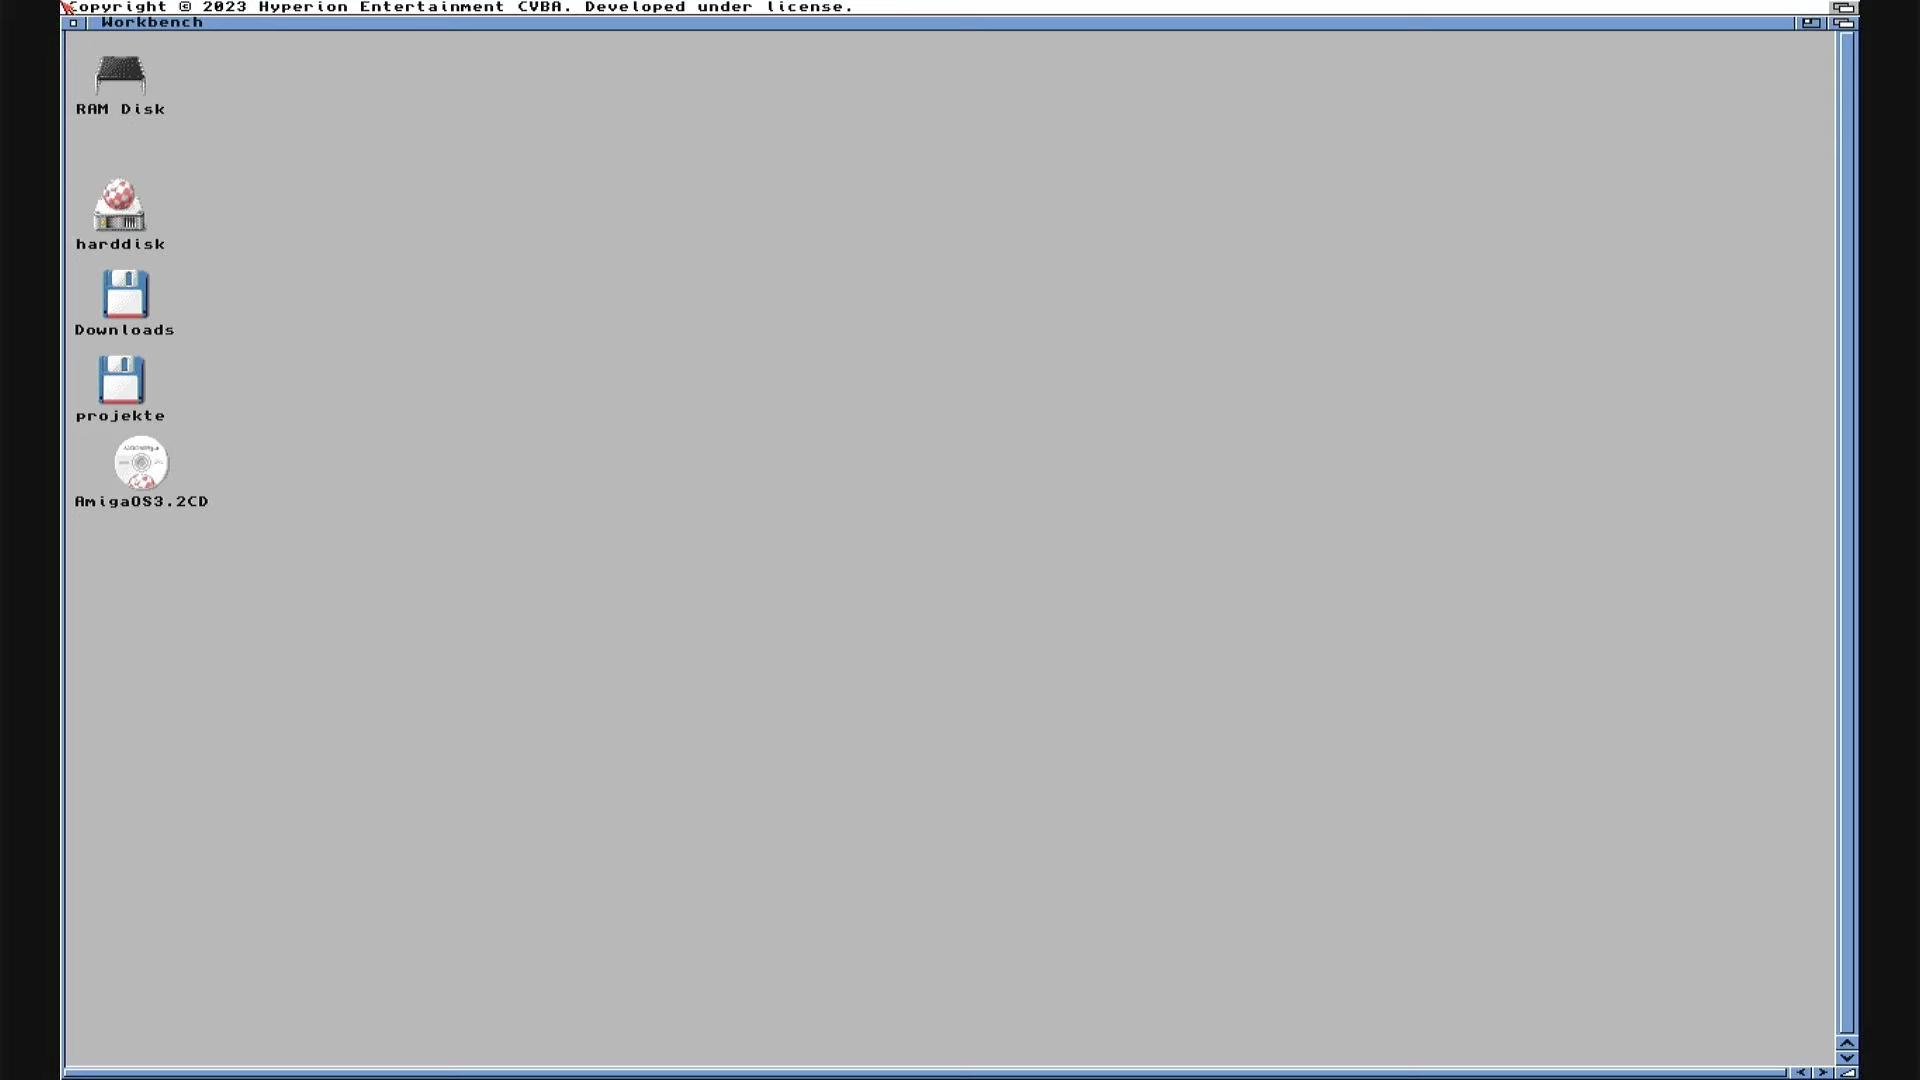 Copyright © 2023 Hyperion Entertainment CVBA. Developed under license.
Workbench
RAM Disk
harddisk
Downloads
projekte
AmigaOS3.2CD